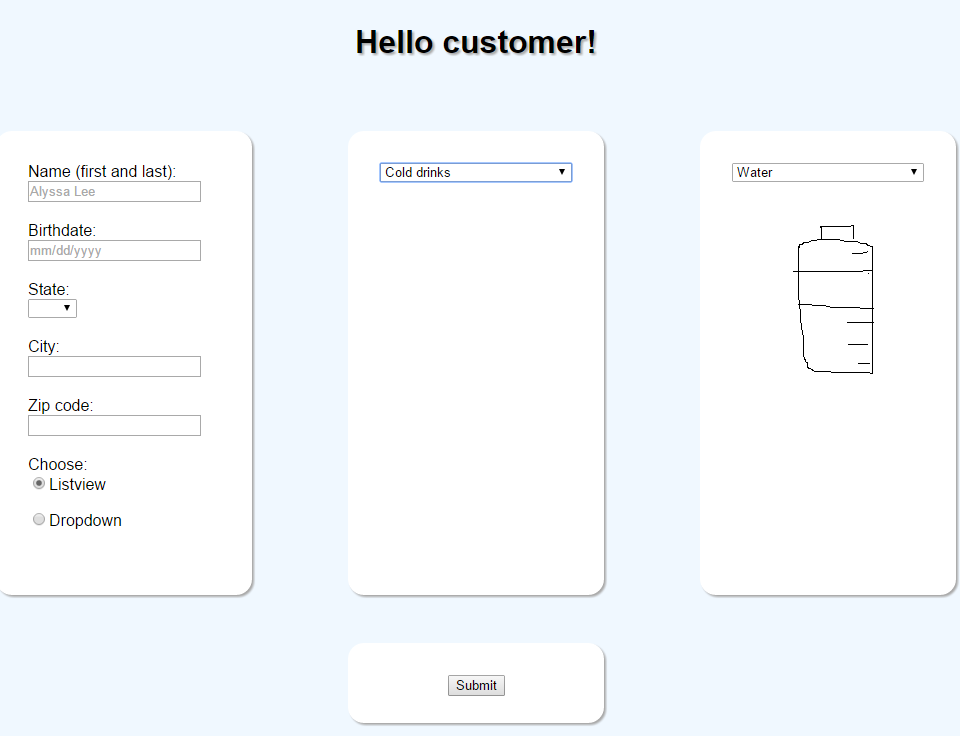 Hello customer!
Name (first and last):
Alyssa Lee
Birthdate:
mm/dd/yyyy
State:
City:
Zip code:
Choose:
Listview
Dropdown
Cold drinks
Water
Submit